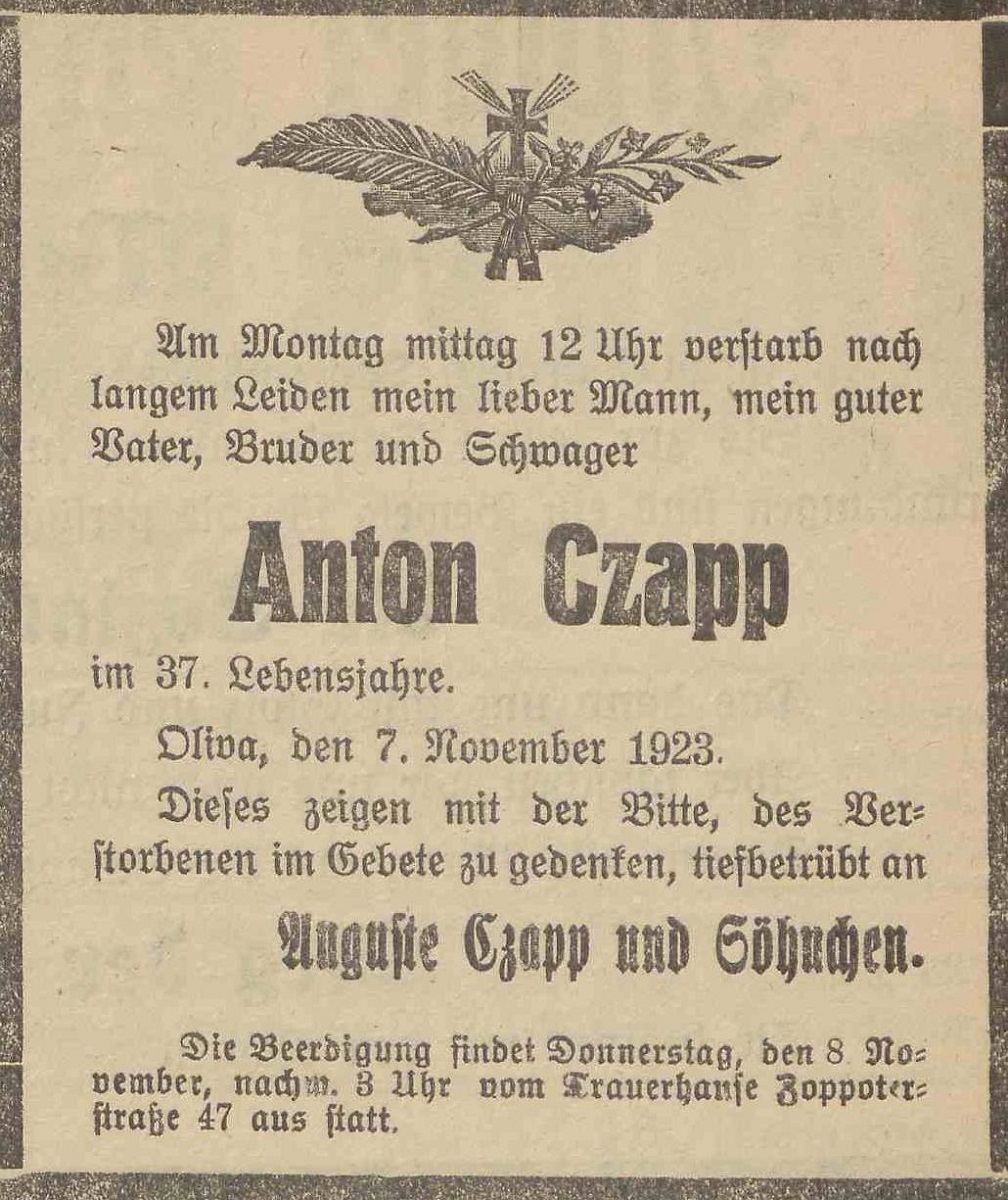 Am Montag mittag 12 Uhr verstarb nach
langem Leiden mein lieber Mann, mein guter
Vater, Bruder und Schwager
Anton Czapp
im 37. Lebensjahre.
Oliva, den 7. November 1923.
Dieses zeigen mit der Bitte, des Ver-
storbenen im Gebete zu gedenken, tiefbetrübt an
Auguste Czapp und Söhnchen.
Die Beerdigung findet Donnerstag, den 8 No-
vember, nachm. 3 Uhr vom Trauerhause Zoppoter-
straße 47 aus statt.